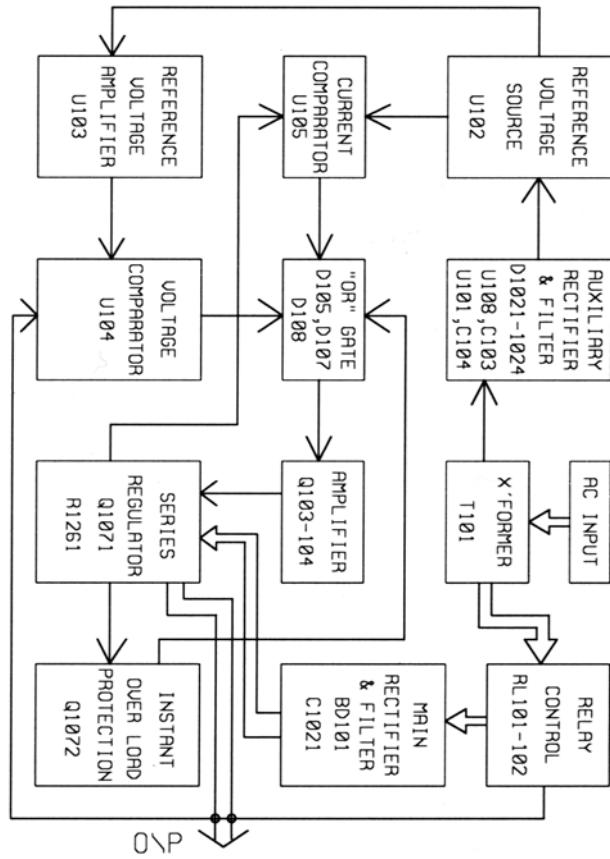 AC INPUT
X'FORMER
T101
RELAY
CONTROL
RL101-102
AUXILIARY
RECTIFIER
& FILTER
D1021-1024
U108,C103
U101,C104
MAIN
RECTIFIER
& FILTER
BD101
C1021
REFERENCE
VOLTAGE
SOURCE
U102
CURRENT
COMPARATOR
U105
"OR" GATE
D105,D107
D108
AMPLIFIER
Q103-104
REFERENCE
VOLTAGE
AMPLIFIER
U103
VOLTAGE
COMPARATOR
U104
SERIES
REGULATOR
Q1071
R1261
INSTANT
OVER LOAD
PROTECTION
Q1072
O\P